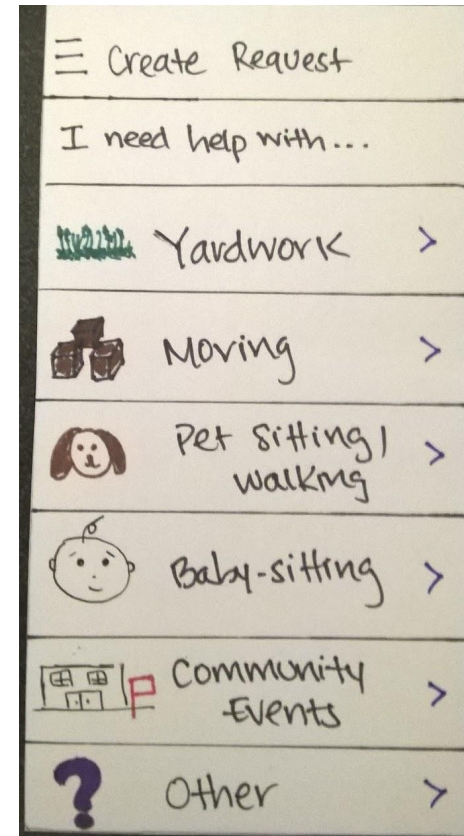 Create Request
I need help with...
Yardwork >
Moving >
Pet Sitting/ >
Walking
Baby-sitting >
Community >
Events
? Other >